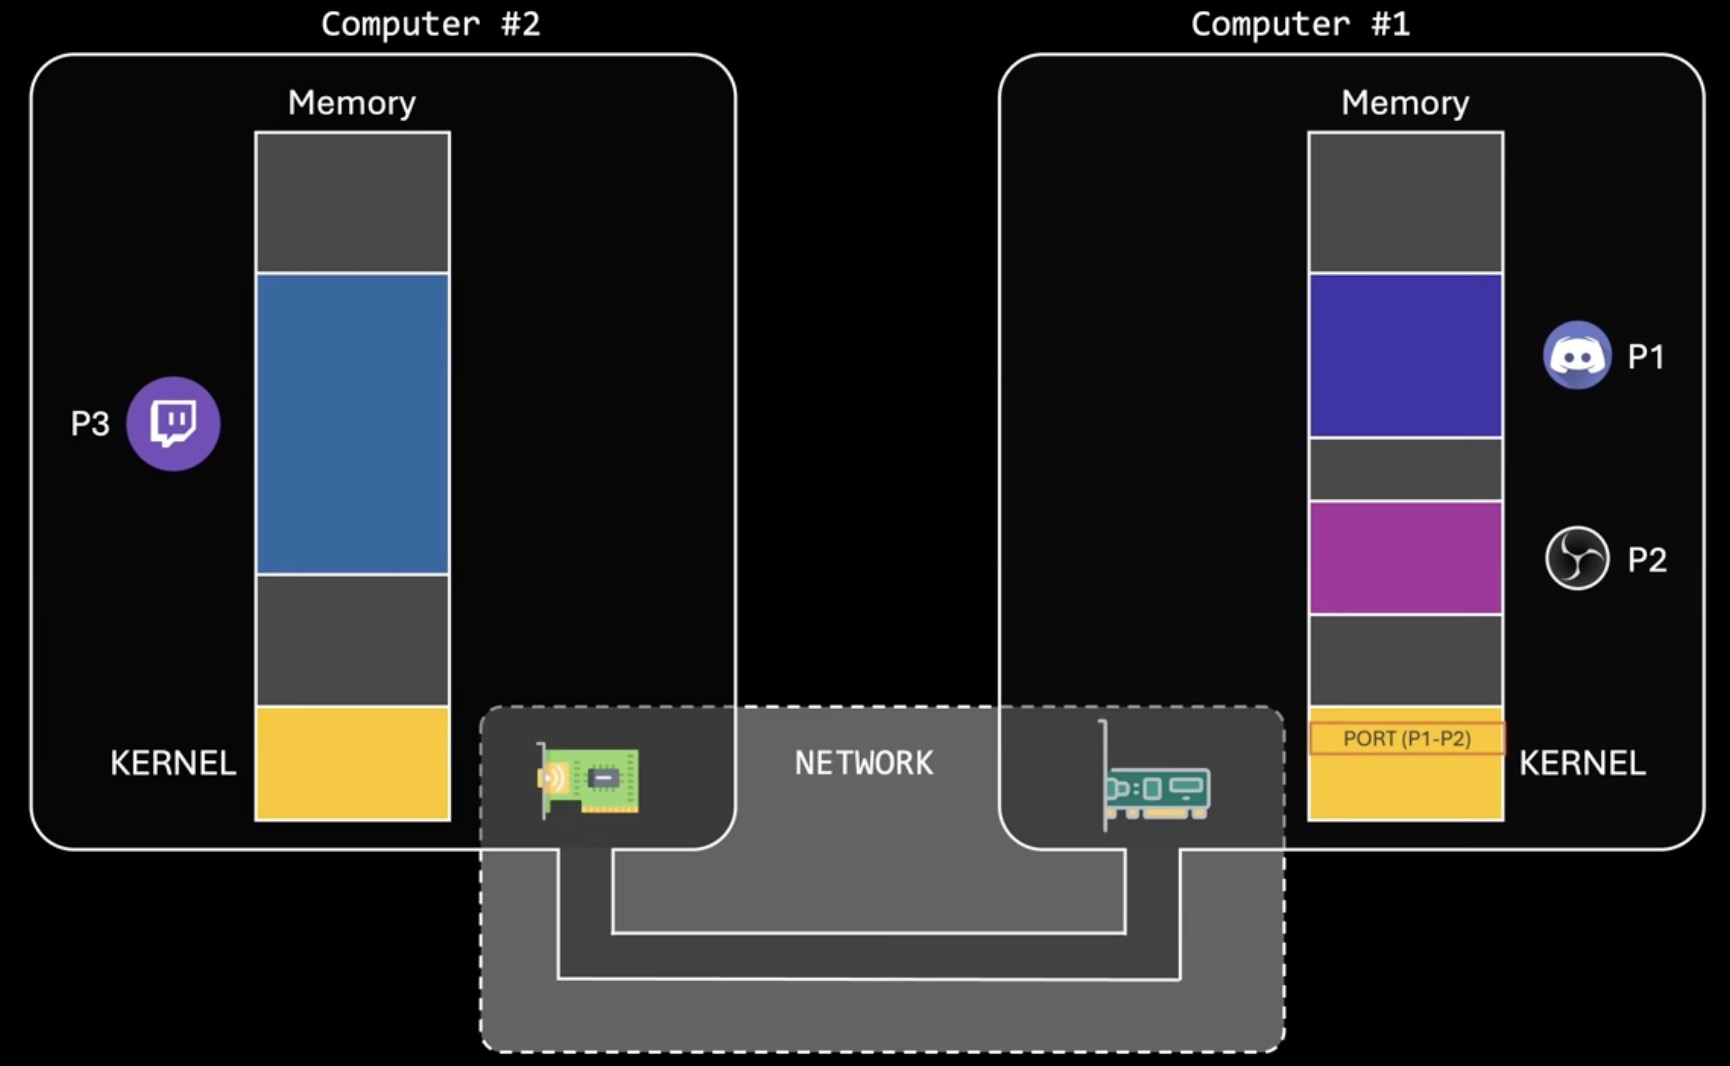 Computer #2
Computer #1
Memory
Memory
P1
P3
P2
PORT (P1-P2)
KERNEL
NETWORK
KERNEL